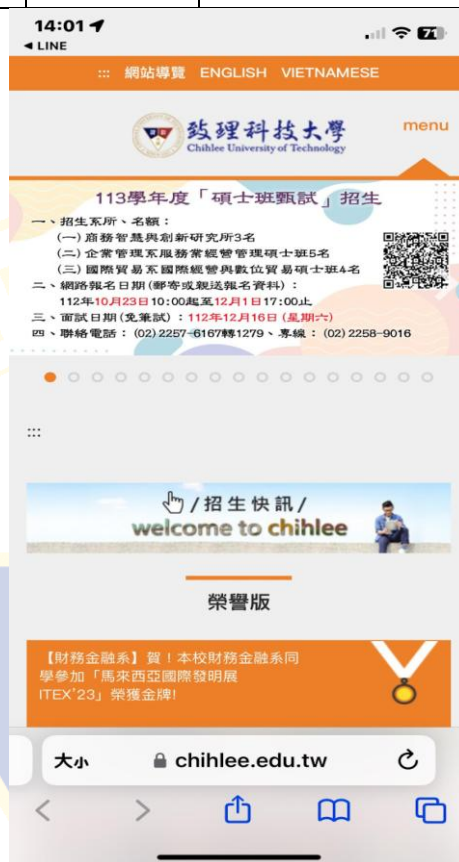 14:01
71
◀ LINE
::: 網站導覽 ENGLISH VIETNAMESE
致理科技大學
Chihlee University of Technology
menu
113學年度「碩士班甄試」招生
一、招生系所、名額：
(一)商務智慧與創新研究所3名
(二)企業管理系服務業經營管理碩士班5名
(三)國際貿易系國際經營與數位貿易碩士班4名
二、網路報名日期(郵寄或親送報名資料)：
112年10月23日10:00起至12月1日17:00止
三、面試日期(免筆試)：112年12月16日(星期六)
四、聯絡電話：(02)2257-6167轉1279、專線：(02)2258-9016
:::
/招生快訊/
welcome to chihlee
榮譽版
【財務金融系】賀！本校財務金融系同
學參加「馬來西亞國際發明展
ITEX'23」榮獲金牌!
大小
chihlee.edu.tw